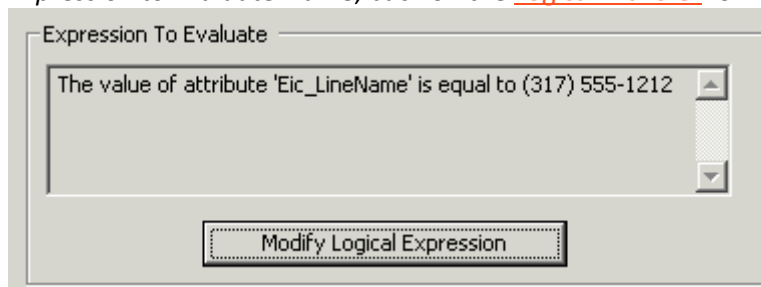 Expression To Evaluate
The value of attribute 'Eic_LineName' is equal to (317) 555-1212
Modify Logical Expression